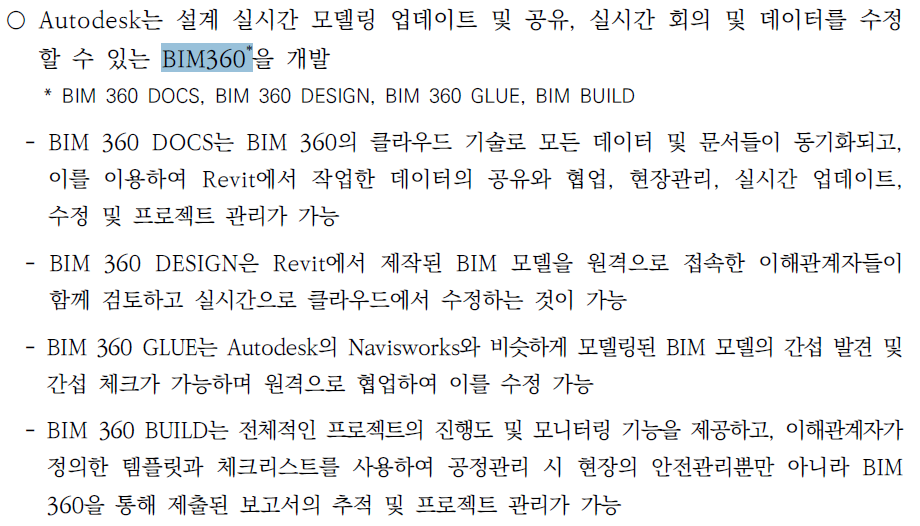 ○ Autodesk는 설계 실시간 모델링 업데이트 및 공유, 실시간 회의 및 데이터를 수정
할 수 있는 BIM360*을 개발
* BIM 360 DOCS, BIM 360 DESIGN, BIM 360 GLUE, BIM BUILD
- BIM 360 DOCS는 BIM 360의 클라우드 기술로 모든 데이터 및 문서들이 동기화되고,
이를 이용하여 Revit에서 작업한 데이터의 공유와 협업, 현장관리, 실시간 업데이트,
수정 및 프로젝트 관리가 가능
- BIM 360 DESIGN은 Revit에서 제작된 BIM 모델을 원격으로 접속한 이해관계자들이
함께 검토하고 실시간으로 클라우드에서 수정하는 것이 가능
- BIM 360 GLUE는 Autodesk의 Navisworks와 비슷하게 모델링된 BIM 모델의 간섭 발견 및
간섭 체크가 가능하며 원격으로 협업하여 이를 수정 가능
- BIM 360 BUILD는 전체적인 프로젝트의 진행도 및 모니터링 기능을 제공하고, 이해관계자가
정의한 템플릿과 체크리스트를 사용하여 공정관리 시 현장의 안전관리뿐만 아니라 BIM
360을 통해 제출된 보고서의 추적 및 프로젝트 관리가 가능